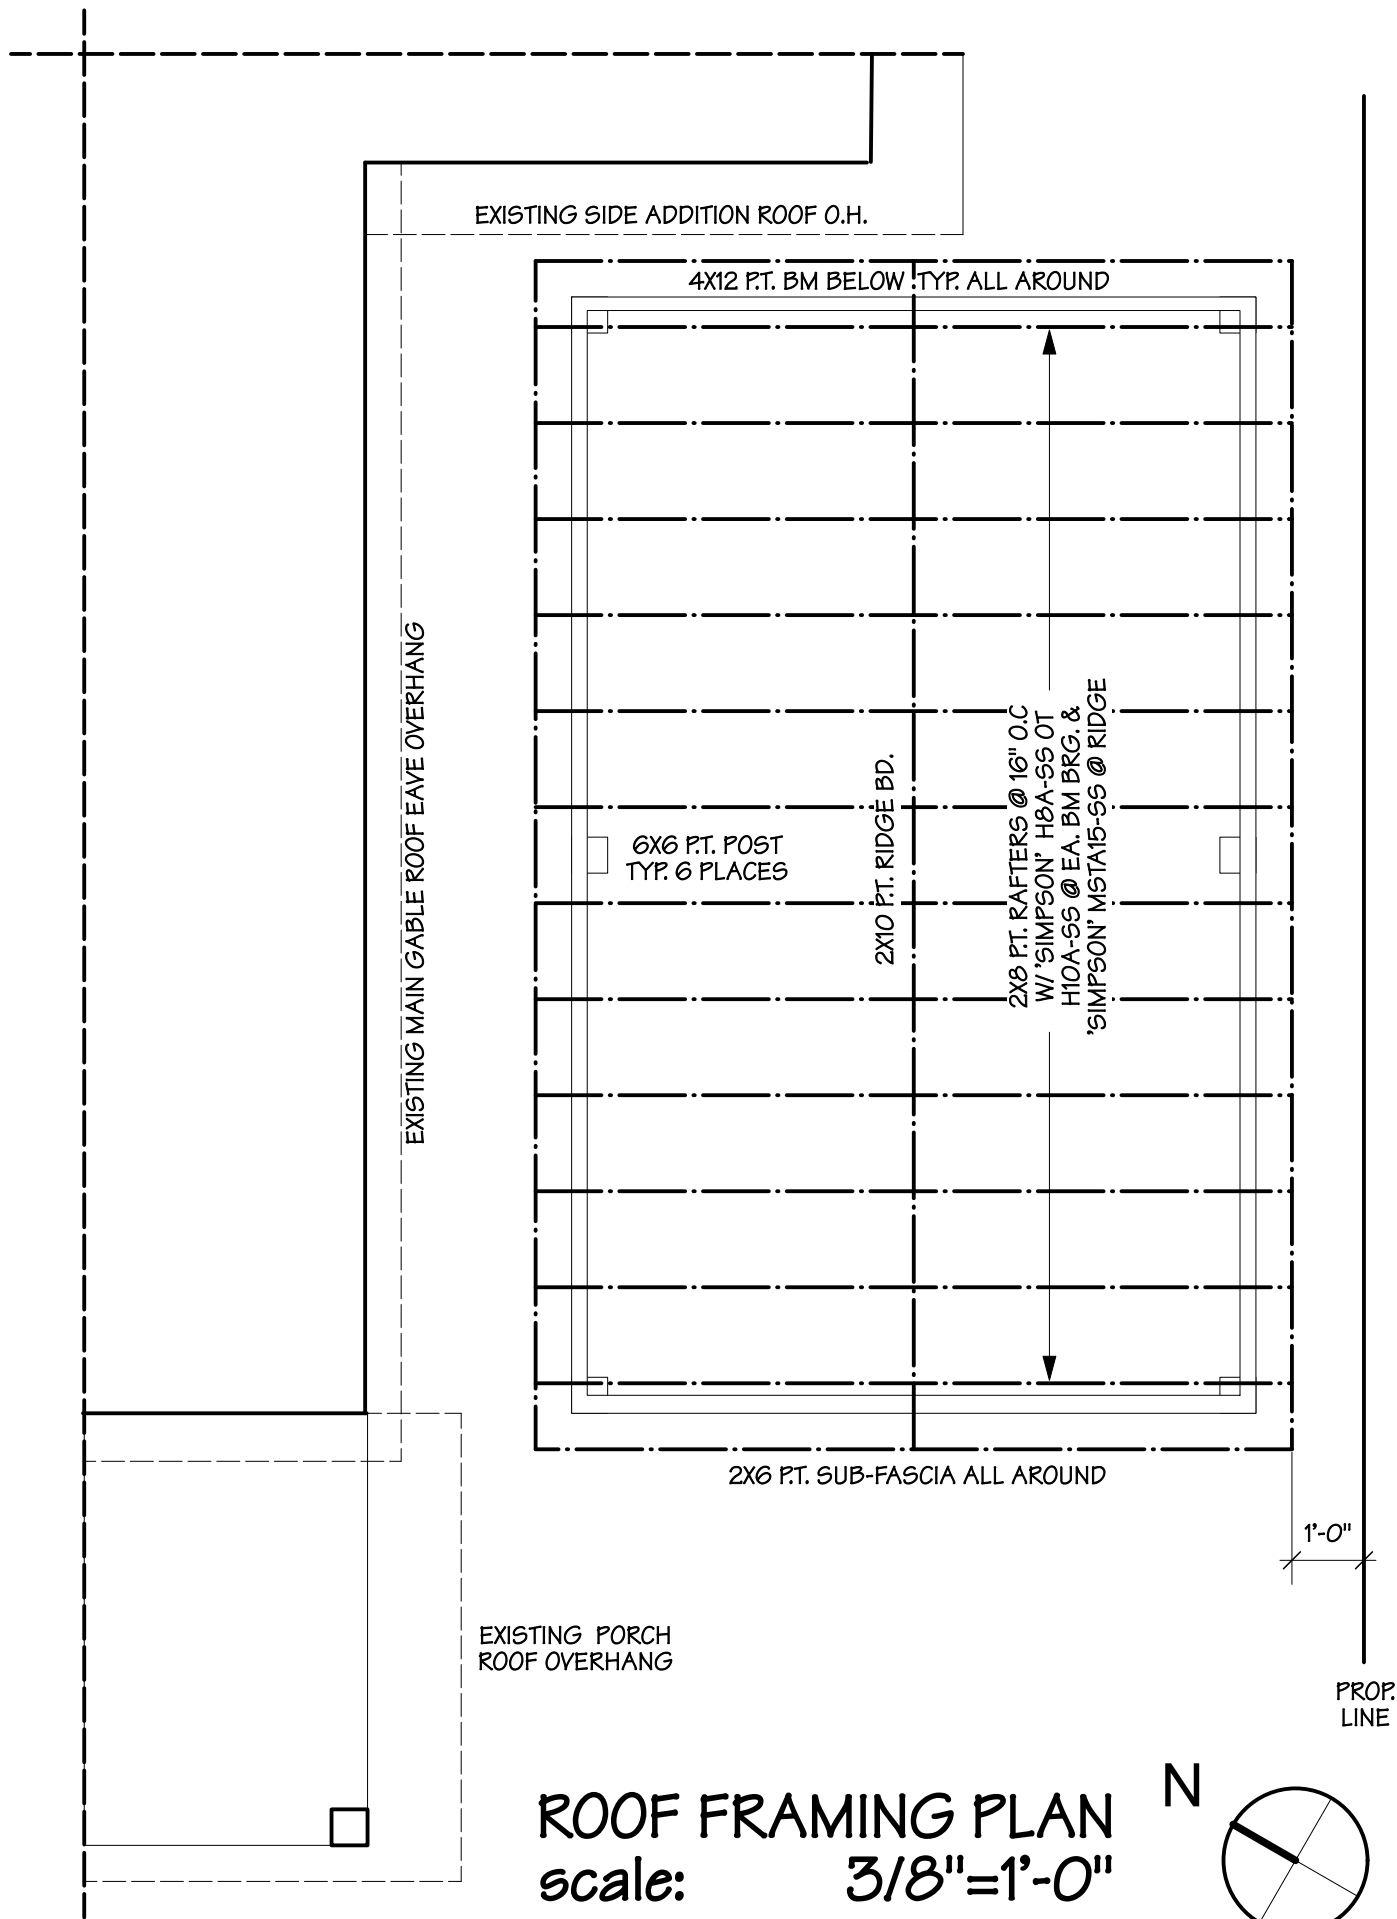 EXISTING SIDE ADDITION ROOF O.H.
4X12 P.T. BM BELOW TYP. ALL AROUND
EXISTING MAIN GABLE ROOF EAVE OVERHANG
6X6 P.T. POST
TYP. 6 PLACES
2X10 P.T. RIDGE BD.
2X8 P.T. RAFTERS @ 16" O.C
W/ 'SIMPSON' H8A-SS OT
H10A-SS @ EA. BM BRG. &
'SIMPSON' MSTA15-SS @ RIDGE
2X6 P.T. SUB-FASCIA ALL AROUND
1'-0"
EXISTING PORCH
ROOF OVERHANG
PROP.
LINE
N
ROOF FRAMING PLAN
scale: 3/8"=1'-0"